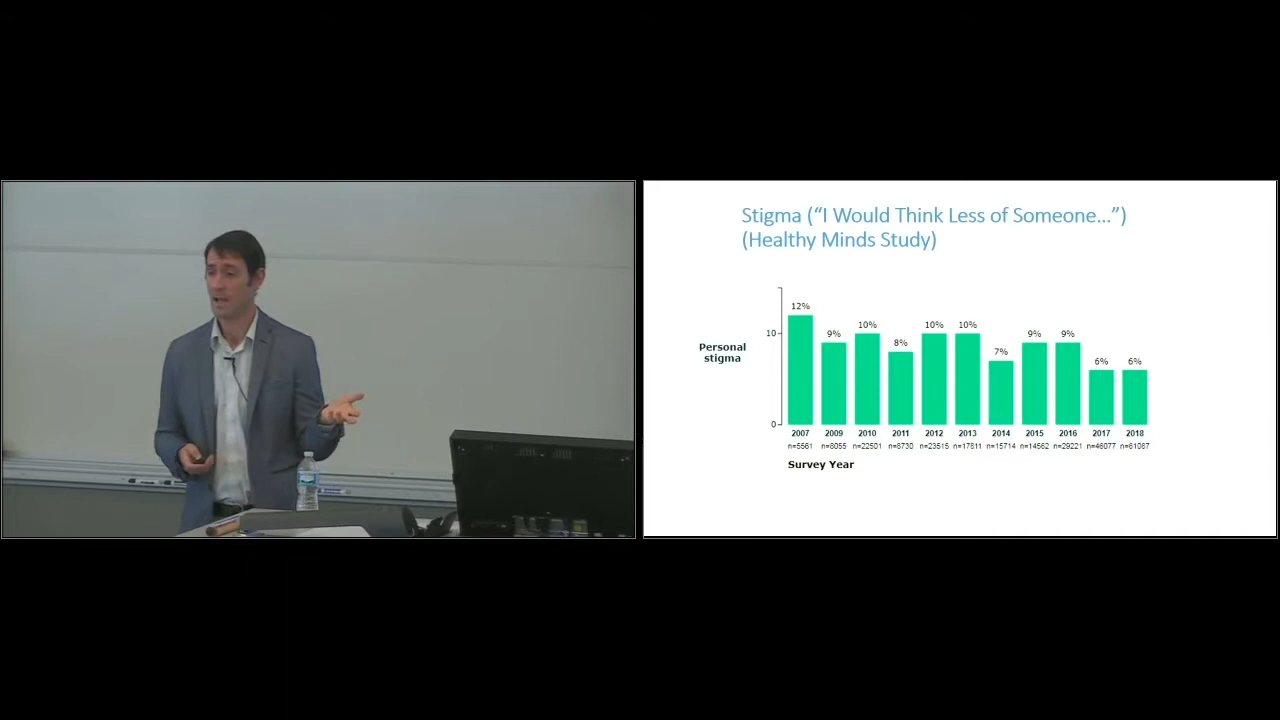 Stigma (“I Would Think Less of Someone…”)
(Healthy Minds Study)
12%
9%
10%
8%
10%
10%
7%
9%
9%
6%
6%
10
0
Personal
stigma
2007 2009 2010 2011 2012 2013 2014 2015 2016 2017 2018
n=5561 n=8055 n=22501 n=8730 n=23515 n=17811 n=15714 n=14562 n=29221 n=46077 n=61087
Survey Year